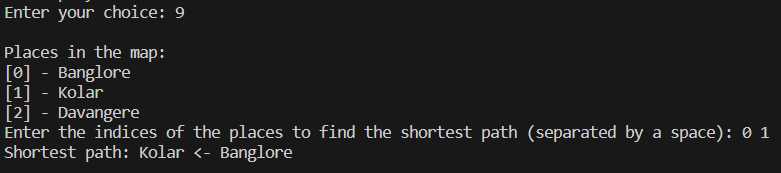 Enter your choice: 9
Places in the map:
[0] - Banglore
[1] - Kolar
[2] - Davangere
Enter the indices of the places to find the shortest path (separated by a space): 0 1
Shortest path: Kolar <- Banglore